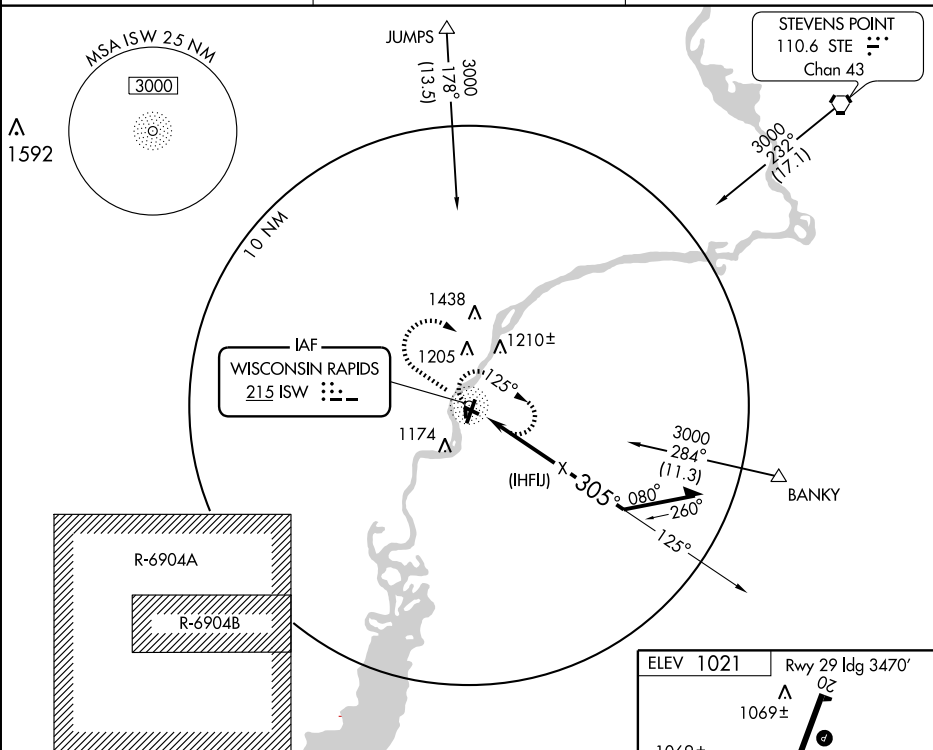 MSA ISW 25 NM
3000
1592
JUMPS
3000
178°
(13.5)
STEVENS POINT
110.6 STE
Chan 43
3000
232°
(17.1)
10 NM
1438
1205
1210±
IAF
WISCONSIN RAPIDS
215 ISW
125°
1174
(IHFIJ)
X
305°
080°
260°
125°
3000
284°
(11.3)
BANKY
R-6904A
R-6904B
ELEV 1021
Rwy 29 ldg 3470'
20
1069±
P